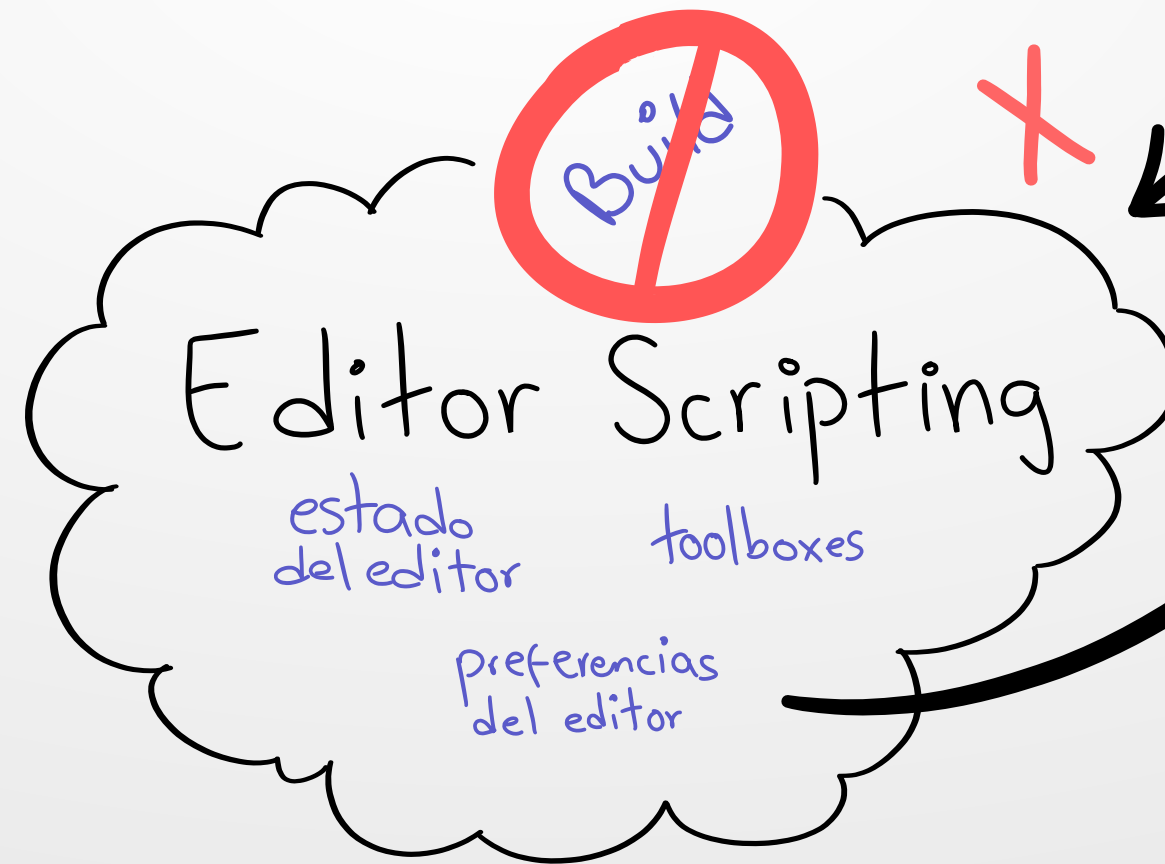 Build
X
Editor Scripting
estado
del editor
toolboxes
preferencias
del editor